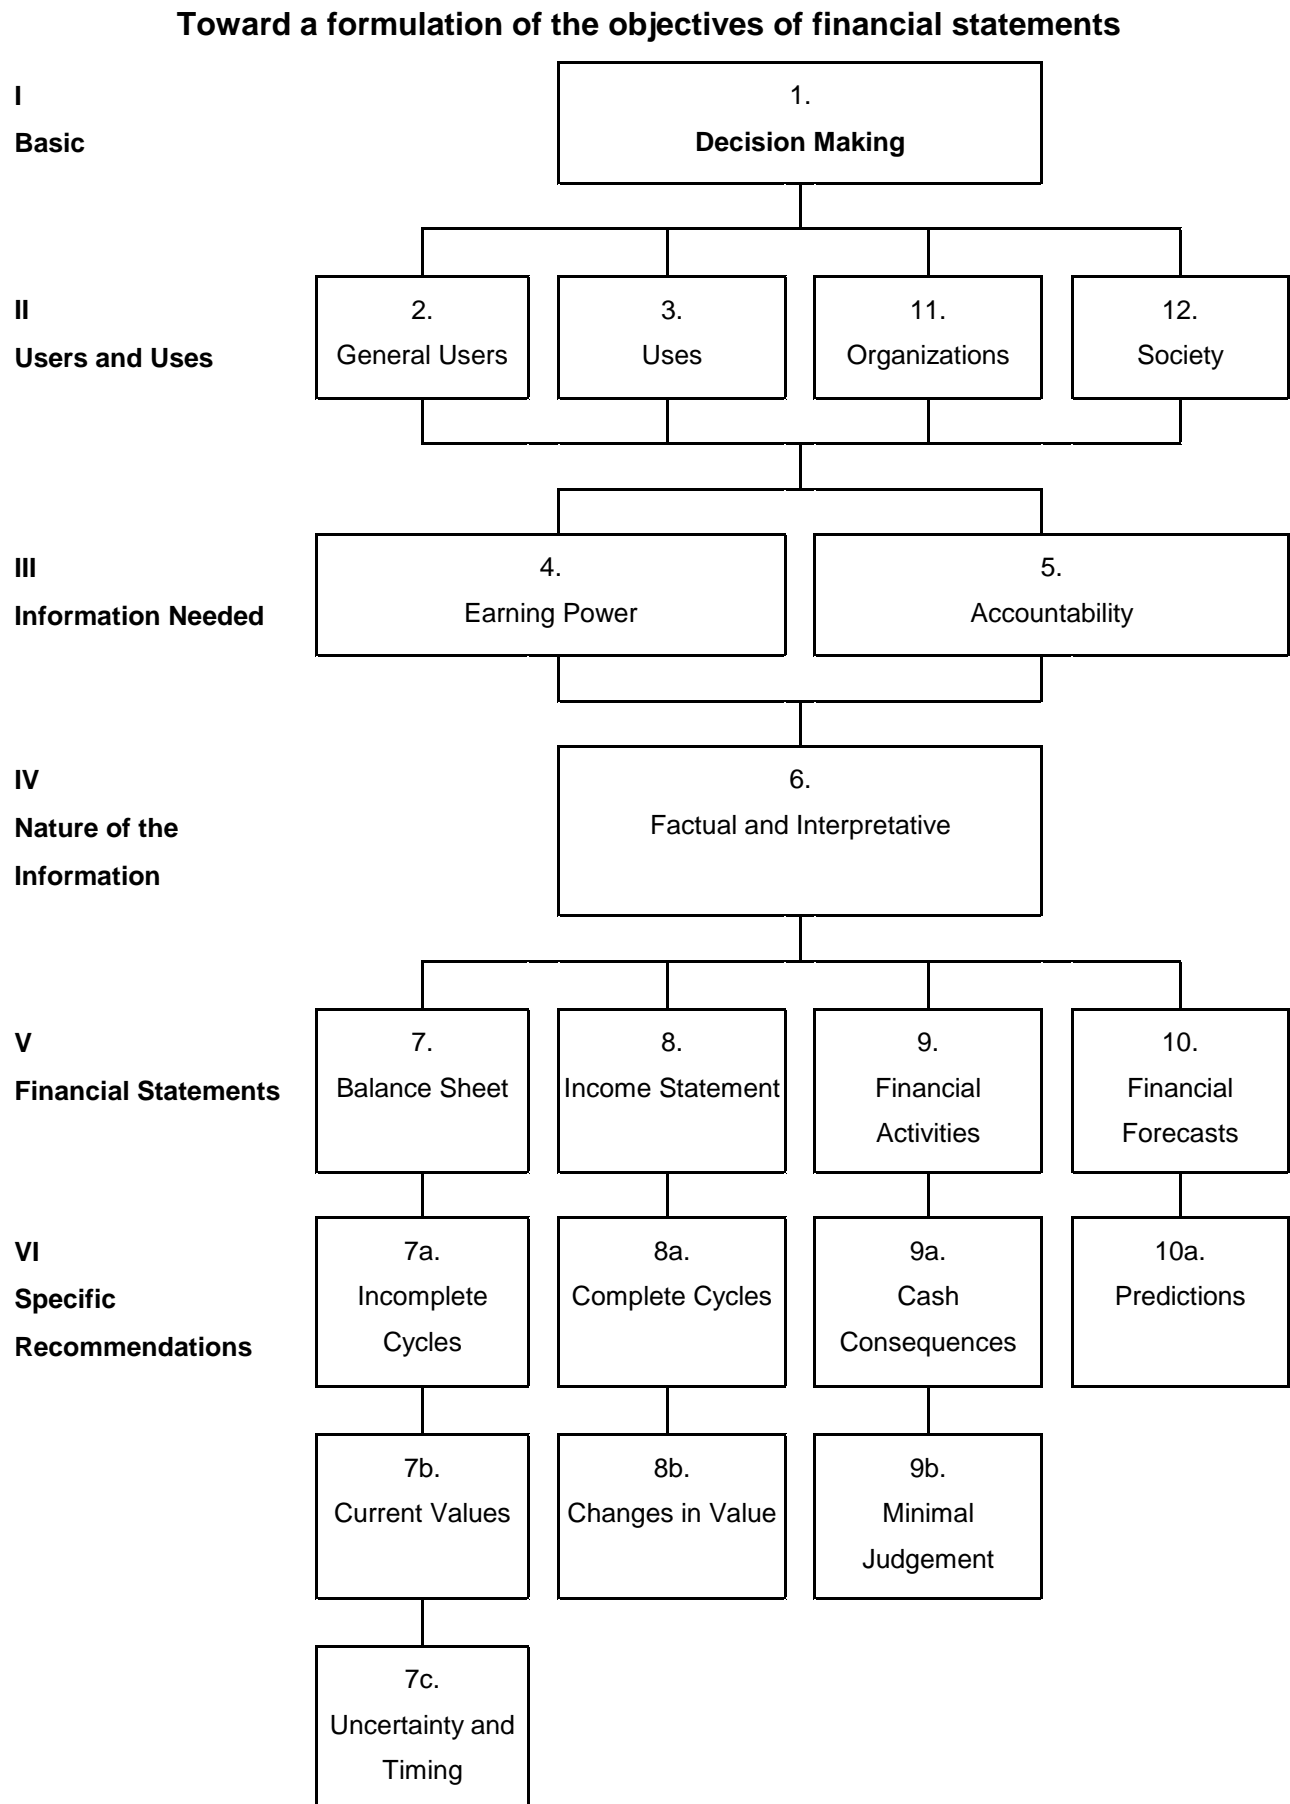 Toward a formulation of the objectives of financial statements
I
Basic
1.
Decision Making
II
Users and Uses
2.
General Users
3.
Uses
11.
Organizations
12.
Society
III
Information Needed
4.
Earning Power
5.
Accountability
IV
Nature of the
Information
6.
Factual and Interpretative
V
Financial Statements
7.
Balance Sheet
8.
Income Statement
9.
Financial
Activities
10.
Financial
Forecasts
VI
Specific
Recommendations
7a.
Incomplete
Cycles
8a.
Complete Cycles
9a.
Cash
Consequences
10a.
Predictions
7b.
Current Values
8b.
Changes in Value
9b.
Minimal
Judgement
7c.
Uncertainty and
Timing